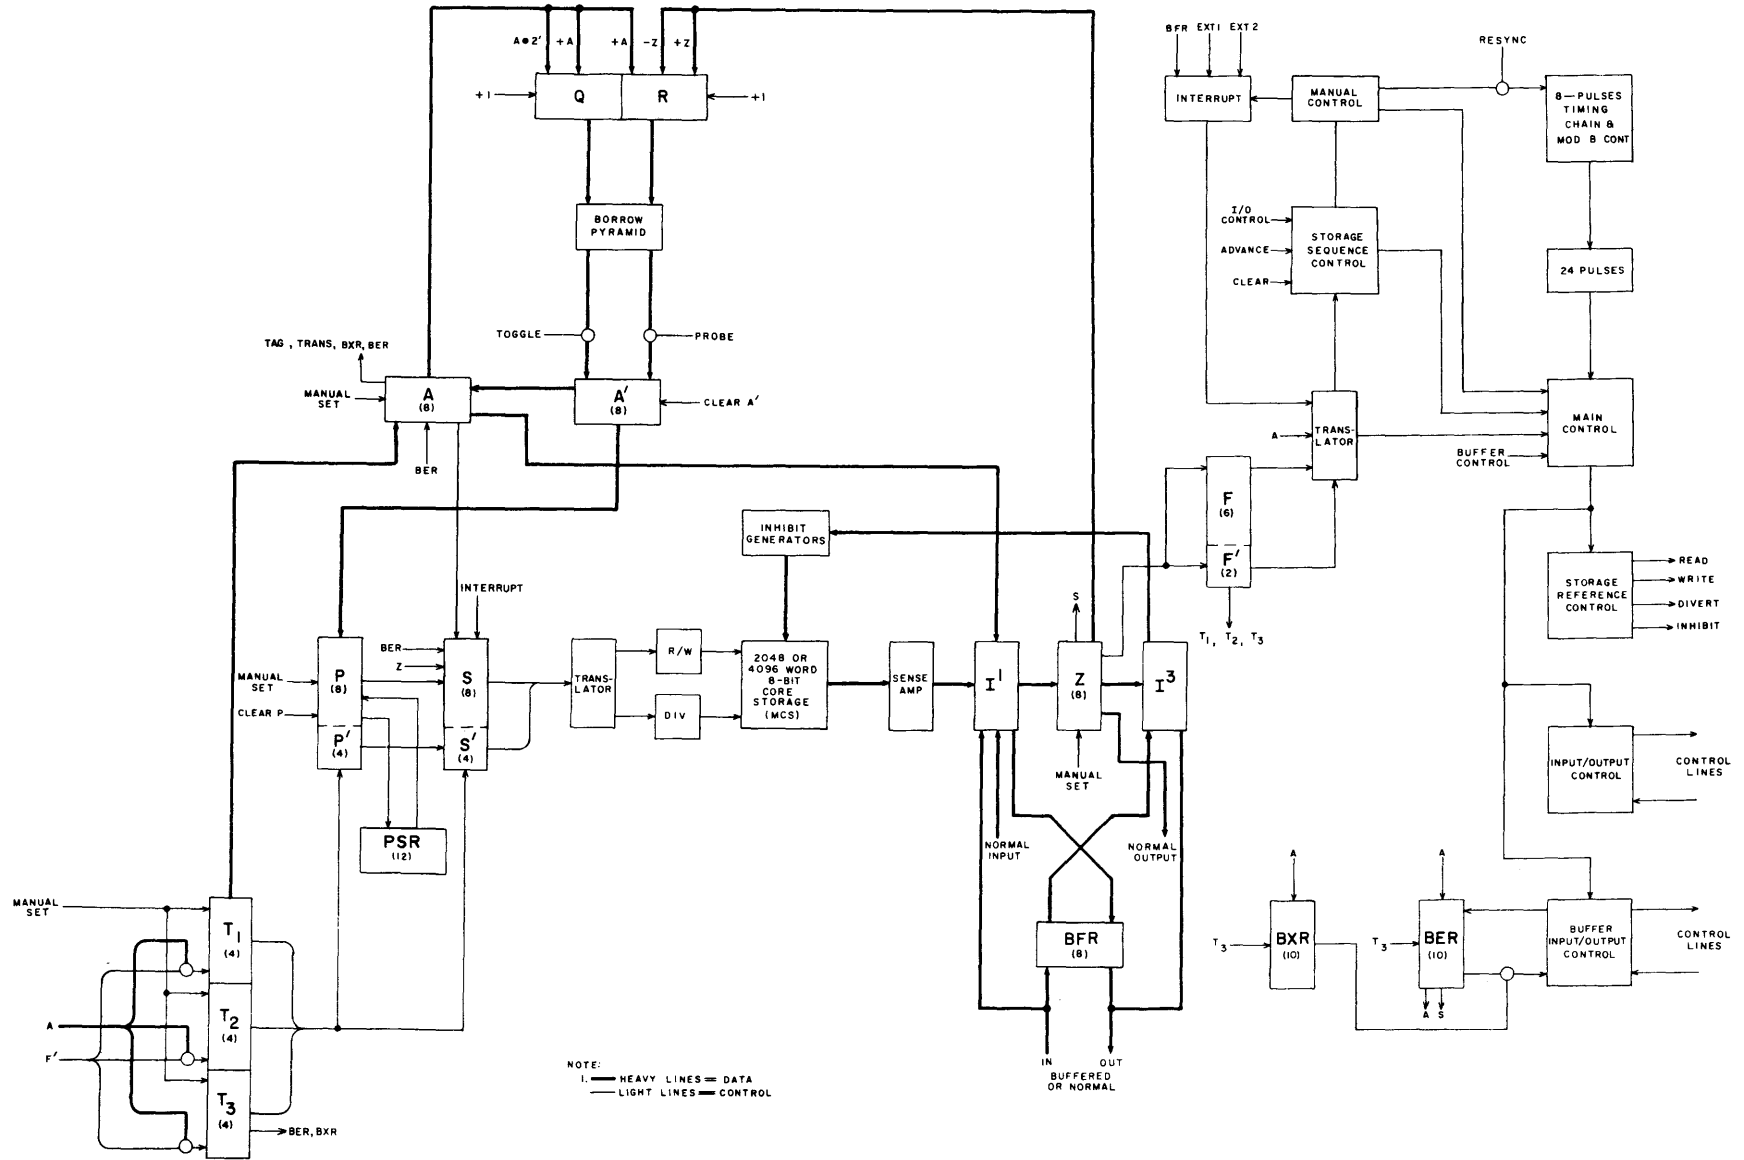 A●2'
+A
+A
-Z
+Z
+1
Q
R
+1
BORROW
PYRAMID
TOGGLE
PROBE
TAG, TRANS, BXR, BER
MANUAL
SET
A
(8)
A'
(8)
CLEAR A'
BER
BFR EXT1 EXT2
RESYNC
INTERRUPT
MANUAL
CONTROL
8-PULSES
TIMING
CHAIN &
MOD B CONT
I/O
CONTROL
ADVANCE
CLEAR
STORAGE
SEQUENCE
CONTROL
24 PULSES
A
TRANS-
LATOR
BUFFER
CONTROL
MAIN
CONTROL
F
(6)
F'
(2)
T1, T2, T3
INHIBIT
GENERATORS
STORAGE
REFERENCE
CONTROL
READ
WRITE
DIVERT
INHIBIT
INTERRUPT
BER
Z
MANUAL
SET
CLEAR P
P
(8)
P'
(4)
S
(8)
S'
(4)
TRANS-
LATOR
R/W
DIV
2048 OR
4096 WORD
8-BIT
CORE
STORAGE
(MCS)
SENSE
AMP
I1
S
Z
(8)
I3
MANUAL
SET
NORMAL
INPUT
NORMAL
OUTPUT
PSR
(12)
INPUT/OUTPUT
CONTROL
CONTROL
LINES
MANUAL
SET
T1
(4)
T2
(4)
T3
(4)
A
F'
BER, BXR
BFR
(8)
IN
OUT
BUFFERED
OR NORMAL
A
T3
BXR
(10)
A
T3
BER
(10)
A S
BUFFER
INPUT/OUTPUT
CONTROL
CONTROL
LINES
NOTE:
1. HEAVY LINES = DATA
LIGHT LINES = CONTROL